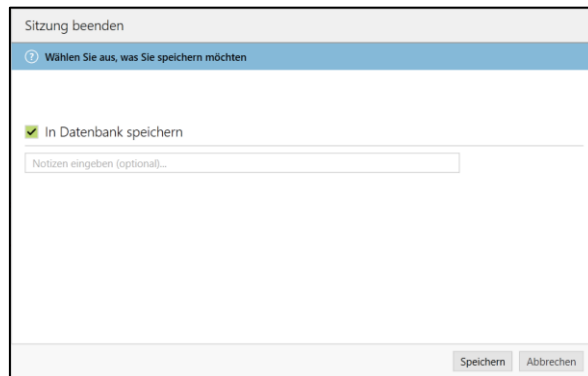 Sitzung beenden
? Wählen Sie aus, was Sie speichern möchten
In Datenbank speichern
Notizen eingeben (optional)...
Speichern Abbrechen